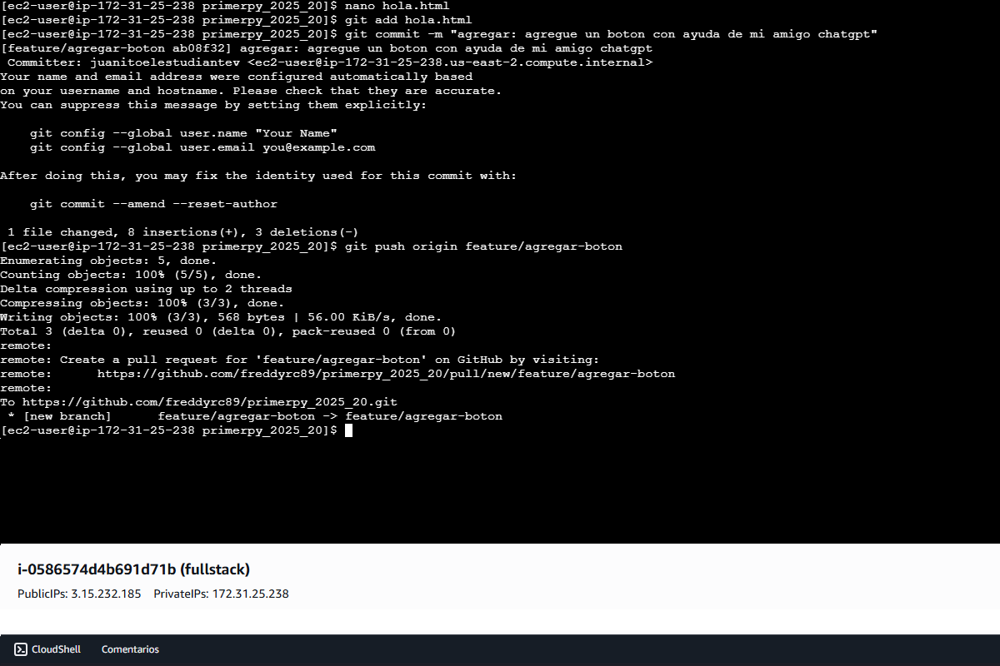 [ec2-user@ip-172-31-25-238 primerpy_2025_20]$ nano hola.html
[ec2-user@ip-172-31-25-238 primerpy_2025_20]$ git add hola.html
[ec2-user@ip-172-31-25-238 primerpy_2025_20]$ git commit -m "agregar: agregue un boton con ayuda de mi amigo chatgpt"
[feature/agregar-boton ab08f32] agregar: agregue un boton con ayuda de mi amigo chatgpt
 Committer: juanitoelestudiantev <ec2-user@ip-172-31-25-238.us-east-2.compute.internal>
Your name and email address were configured automatically based
on your username and hostname. Please check that they are accurate.
You can suppress this message by setting them explicitly:

    git config --global user.name "Your Name"
    git config --global user.email you@example.com

After doing this, you may fix the identity used for this commit with:

    git commit --amend --reset-author

 1 file changed, 8 insertions(+), 3 deletions(-)
[ec2-user@ip-172-31-25-238 primerpy_2025_20]$ git push origin feature/agregar-boton
Enumerating objects: 5, done.
Counting objects: 100% (5/5), done.
Delta compression using up to 2 threads
Compressing objects: 100% (3/3), done.
Writing objects: 100% (3/3), 568 bytes | 56.00 KiB/s, done.
Total 3 (delta 0), reused 0 (delta 0), pack-reused 0 (from 0)
remote:
remote: Create a pull request for 'feature/agregar-boton' on GitHub by visiting:
remote:      https://github.com/freddyrc89/primerpy_2025_20/pull/new/feature/agregar-boton
remote:
To https://github.com/freddyrc89/primerpy_2025_20.git
 * [new branch]      feature/agregar-boton -> feature/agregar-boton
[ec2-user@ip-172-31-25-238 primerpy_2025_20]$
i-0586574d4b691d71b (fullstack)
PublicIPs: 3.15.232.185 PrivateIPs: 172.31.25.238
CloudShell Comentarios